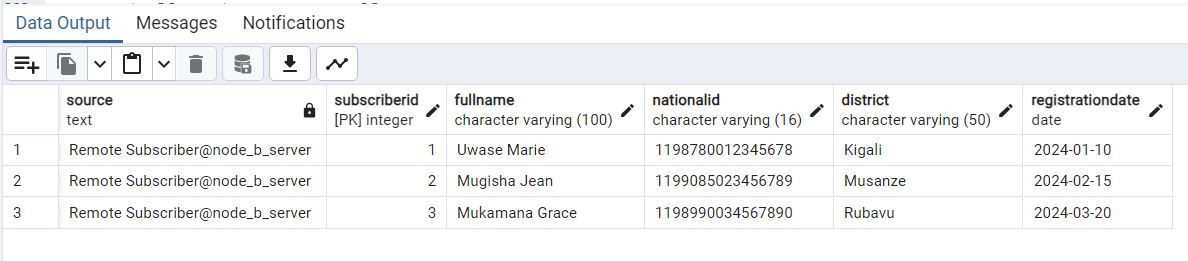 Data Output Messages Notifications
source subscriberid fullname nationalid district registrationdate
text [PK] integer character varying (100) character varying (16) character varying (50) date
1 Remote Subscriber@node_b_server 1 Uwase Marie 1198780012345678 Kigali 2024-01-10
2 Remote Subscriber@node_b_server 2 Mugisha Jean 1199085023456789 Musanze 2024-02-15
3 Remote Subscriber@node_b_server 3 Mukamana Grace 1198990034567890 Rubavu 2024-03-20